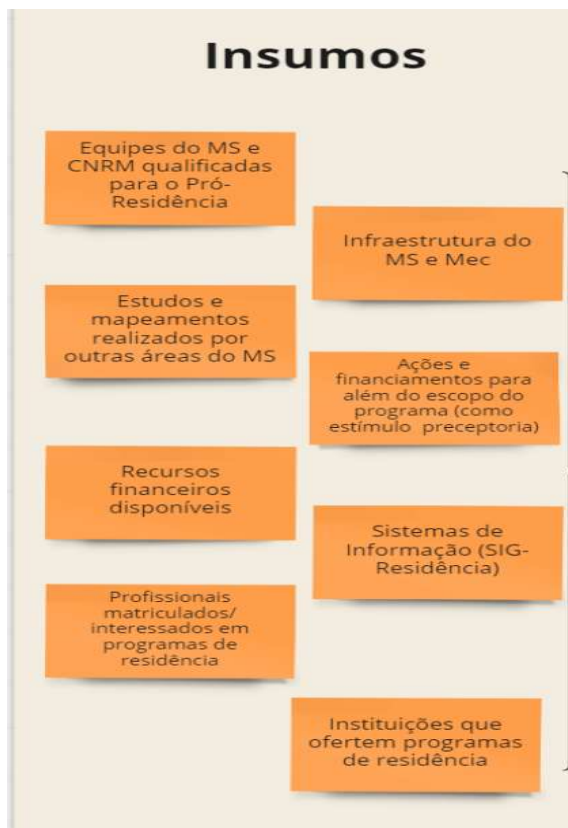 Insumos
Equipes do MS e
CNRM qualificadas
para o Pró-
Residência
Infraestrutura do
MS e Mec
Estudos e
mapeamentos
realizados por
outras áreas do MS
Ações e
financiamentos para
além do escopo do
programa (como
estímulo preceptoria)
Recursos
financeiros
disponíveis
Sistemas de
Informação (SIG-
Residência)
Profissionais
matriculados/
interessados em
programas de
residência
Instituições que
ofertem programas
de residência